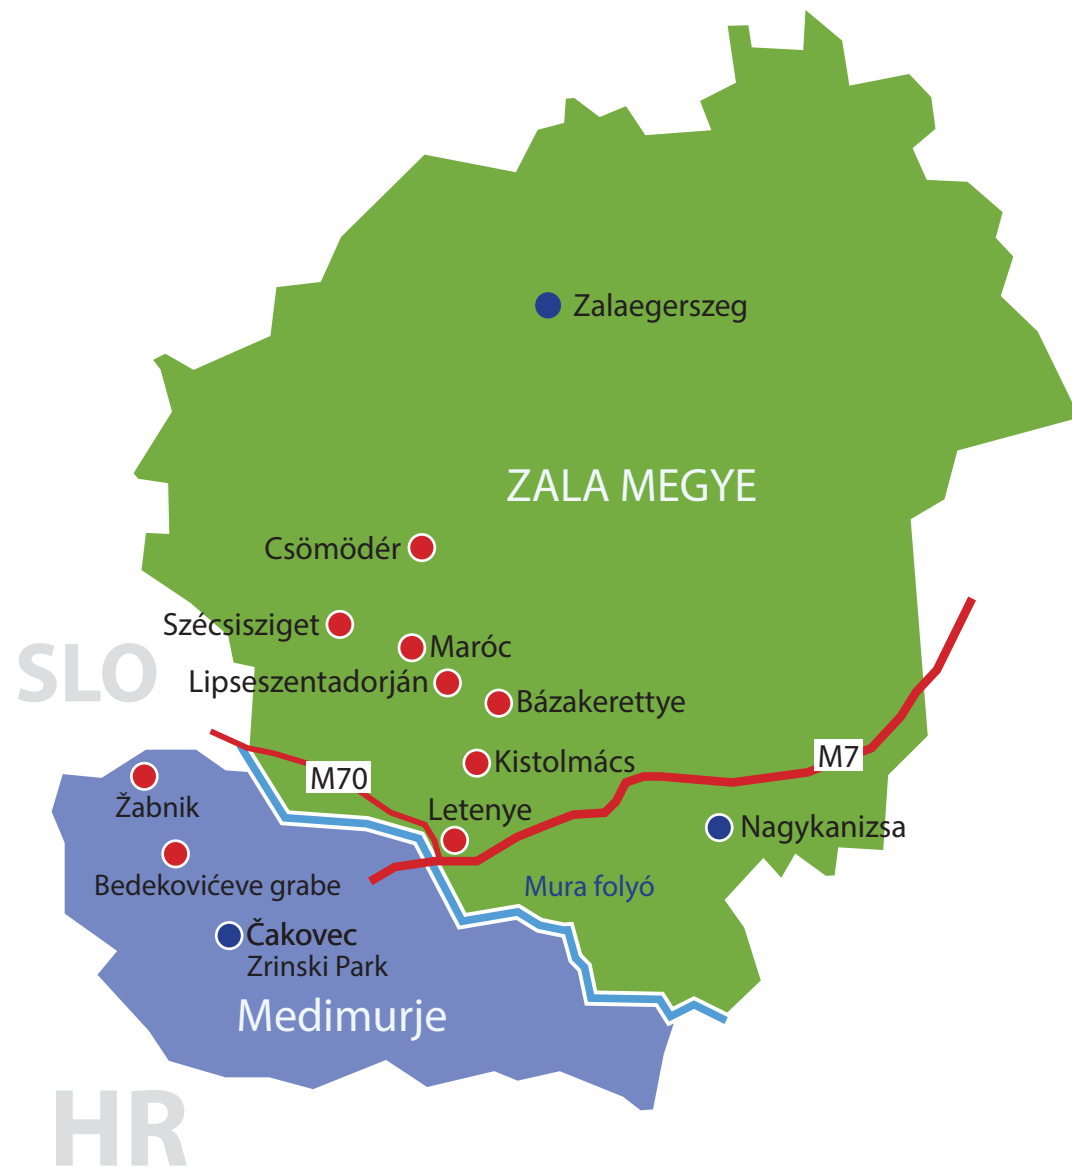 Zalaegerszeg
ZALA MEGYE
Csömödér
Szécsisziget
Maróc
SLO
Lipseszentadorján
Bázakerettye
M7
Kistolmács
M70
Žabnik
Letenye
Nagykanizsa
Bedekovićeve grabe
Mura folyó
Čakovec
Zrinski Park
Medimurje
HR